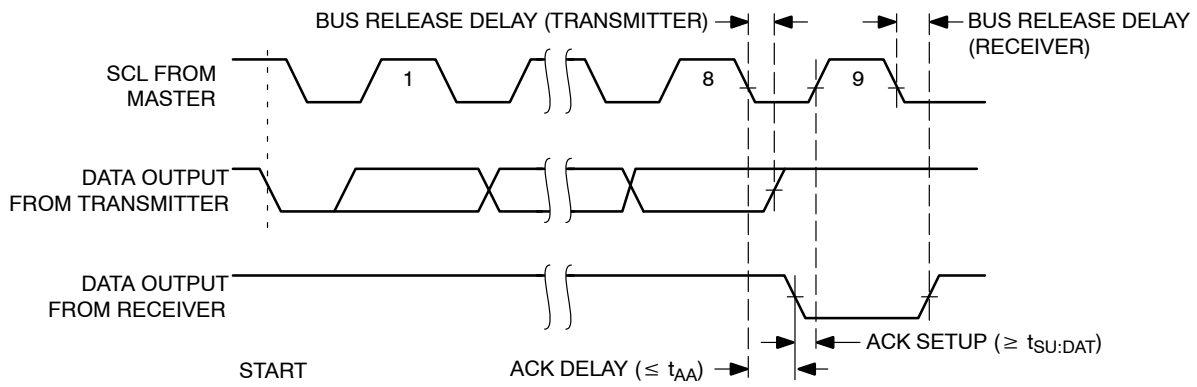 BUS RELEASE DELAY (TRANSMITTER)
BUS RELEASE DELAY
(RECEIVER)
SCL FROM
MASTER
1
8
9
DATA OUTPUT
FROM TRANSMITTER
DATA OUTPUT
FROM RECEIVER
ACK SETUP (≥ tSU:DAT)
START
ACK DELAY (≤ tAA)